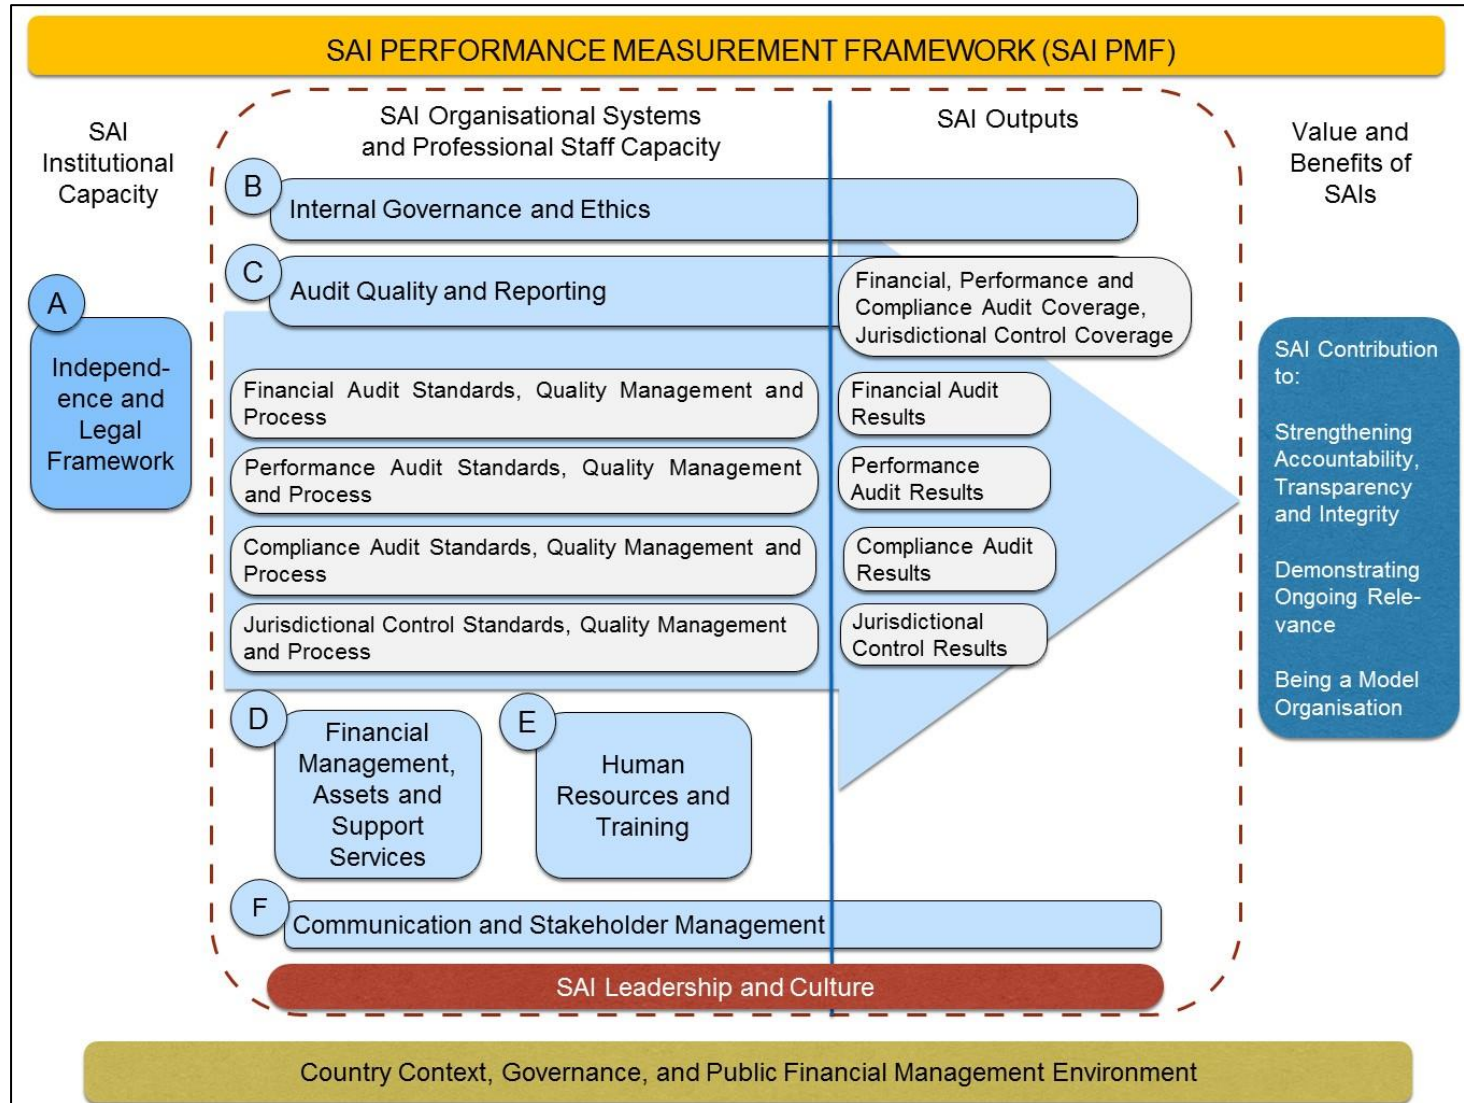 SAI PERFORMANCE MEASUREMENT FRAMEWORK (SAI PMF)
SAI
Institutional
Capacity
SAI Organisational Systems
and Professional Staff Capacity
SAI Outputs
Value and
Benefits of
SAIs
B
Internal Governance and Ethics
C
Audit Quality and Reporting
Financial, Performance and
Compliance Audit Coverage,
Jurisdictional Control Coverage
A
Independ-
ence and
Legal
Framework
Financial Audit Standards, Quality Management and
Process
Financial Audit
Results
Performance Audit Standards, Quality Management
and Process
Performance
Audit Results
Compliance Audit Standards, Quality Management and
Process
Compliance Audit
Results
Jurisdictional Control Standards, Quality Management
and Process
Jurisdictional
Control Results
SAI Contribution
to:
Strengthening
Accountability,
Transparency
and Integrity
Demonstrating
Ongoing Rele-
vance
Being a Model
Organisation
D
Financial
Management,
Assets and
Support
Services
E
Human
Resources and
Training
F
Communication and Stakeholder Management
SAI Leadership and Culture
Country Context, Governance, and Public Financial Management Environment